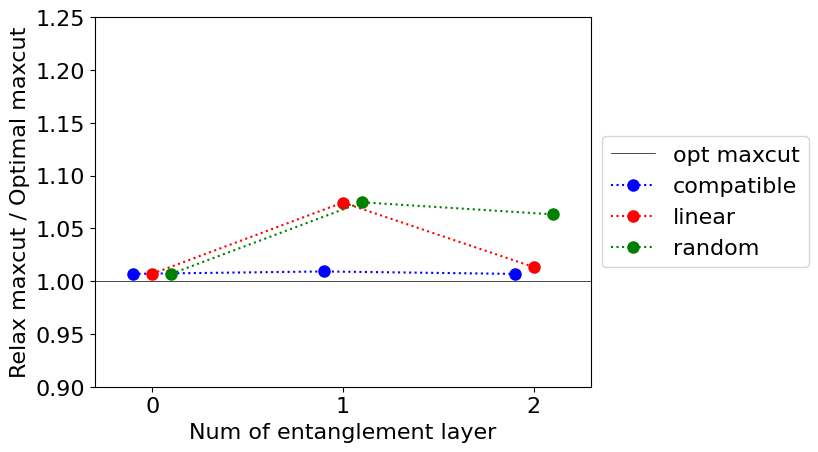 Relax maxcut / Optimal maxcut
1.25
1.20
1.15
1.10
1.05
1.00
0.95
0.90
0
1
2
Num of entanglement layer
opt maxcut
compatible
linear
random